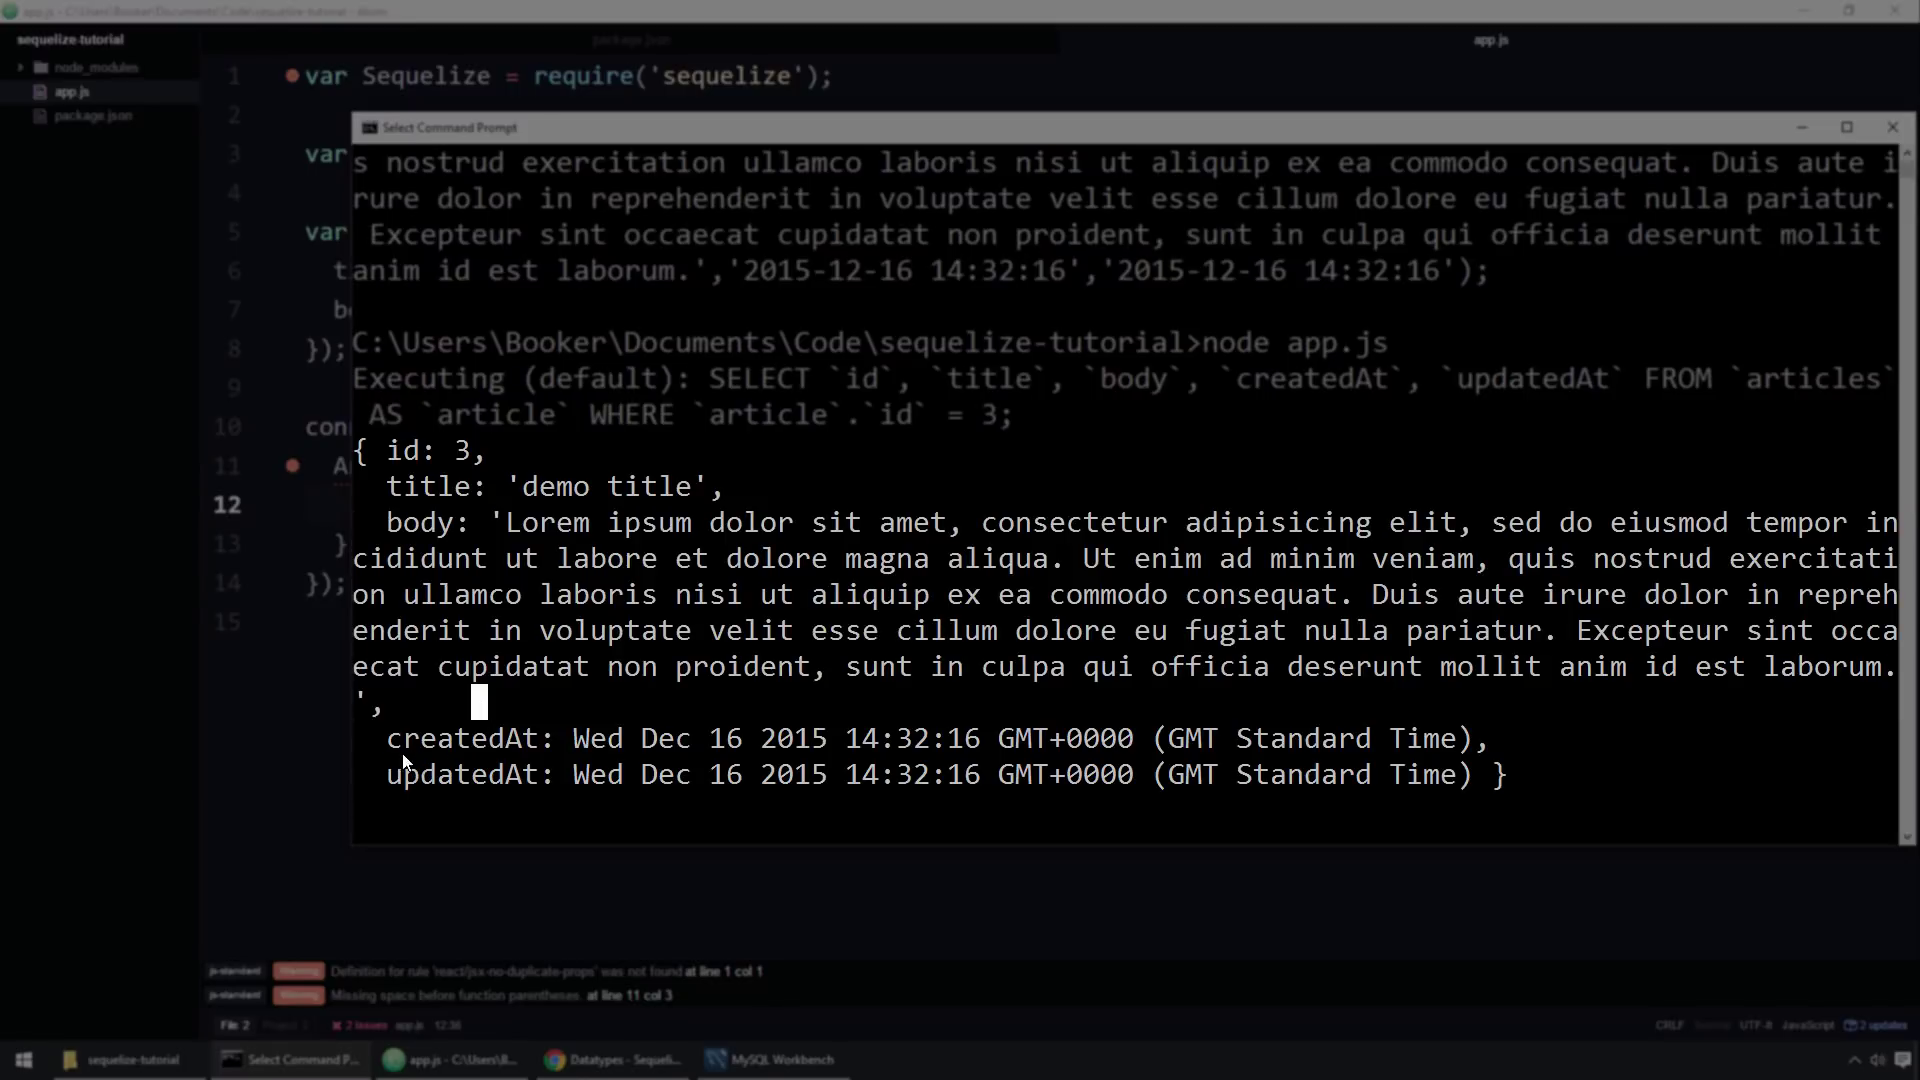 app.js - C:\Users\Booker\Documents\Code\sequelize-tutorial - Atom
sequelize-tutorial
package.json
app.js
node_modules
app.js
package.json
1 var Sequelize = require('sequelize');
2
3 var
4
5 var
6 t
7 b
8 });
9
10 con
11 A
12
13 }
14 });
15
Select Command Prompt
s nostrud exercitation ullamco laboris nisi ut aliquip ex ea commodo consequat. Duis aute i
rure dolor in reprehenderit in voluptate velit esse cillum dolore eu fugiat nulla pariatur.
Excepteur sint occaecat cupidatat non proident, sunt in culpa qui officia deserunt mollit
anim id est laborum.','2015-12-16 14:32:16','2015-12-16 14:32:16');
C:\Users\Booker\Documents\Code\sequelize-tutorial>node app.js
Executing (default): SELECT `id`, `title`, `body`, `createdAt`, `updatedAt` FROM `articles`
AS `article` WHERE `article`.`id` = 3;
{ id: 3,
title: 'demo title',
body: 'Lorem ipsum dolor sit amet, consectetur adipisicing elit, sed do eiusmod tempor in
cididunt ut labore et dolore magna aliqua. Ut enim ad minim veniam, quis nostrud exercitati
on ullamco laboris nisi ut aliquip ex ea commodo consequat. Duis aute irure dolor in repreh
enderit in voluptate velit esse cillum dolore eu fugiat nulla pariatur. Excepteur sint occa
ecat cupidatat non proident, sunt in culpa qui officia deserunt mollit anim id est laborum.
',
createdAt: Wed Dec 16 2015 14:32:16 GMT+0000 (GMT Standard Time),
updatedAt: Wed Dec 16 2015 14:32:16 GMT+0000 (GMT Standard Time) }
js-standard Warning Definition for rule 'react/jsx-no-duplicate-props' was not found at line 1 col 1
js-standard Warning Missing space before function parentheses. at line 11 col 3
File 2 2 Issues app.js 12:36 CRLF UTF-8 JavaScript 2 updates
sequelize-tutorial Select Command P... app.js - C:\Users\B... Datatypes - Sequeli... MySQL Workbench